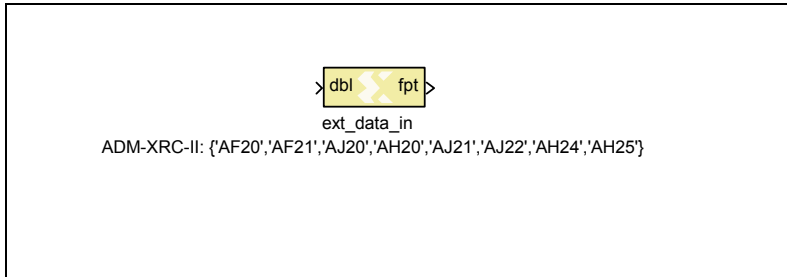 dbl fpt
ext_data_in
ADM-XRC-II: {'AF20','AF21','AJ20','AH20','AJ21','AJ22','AH24','AH25'}